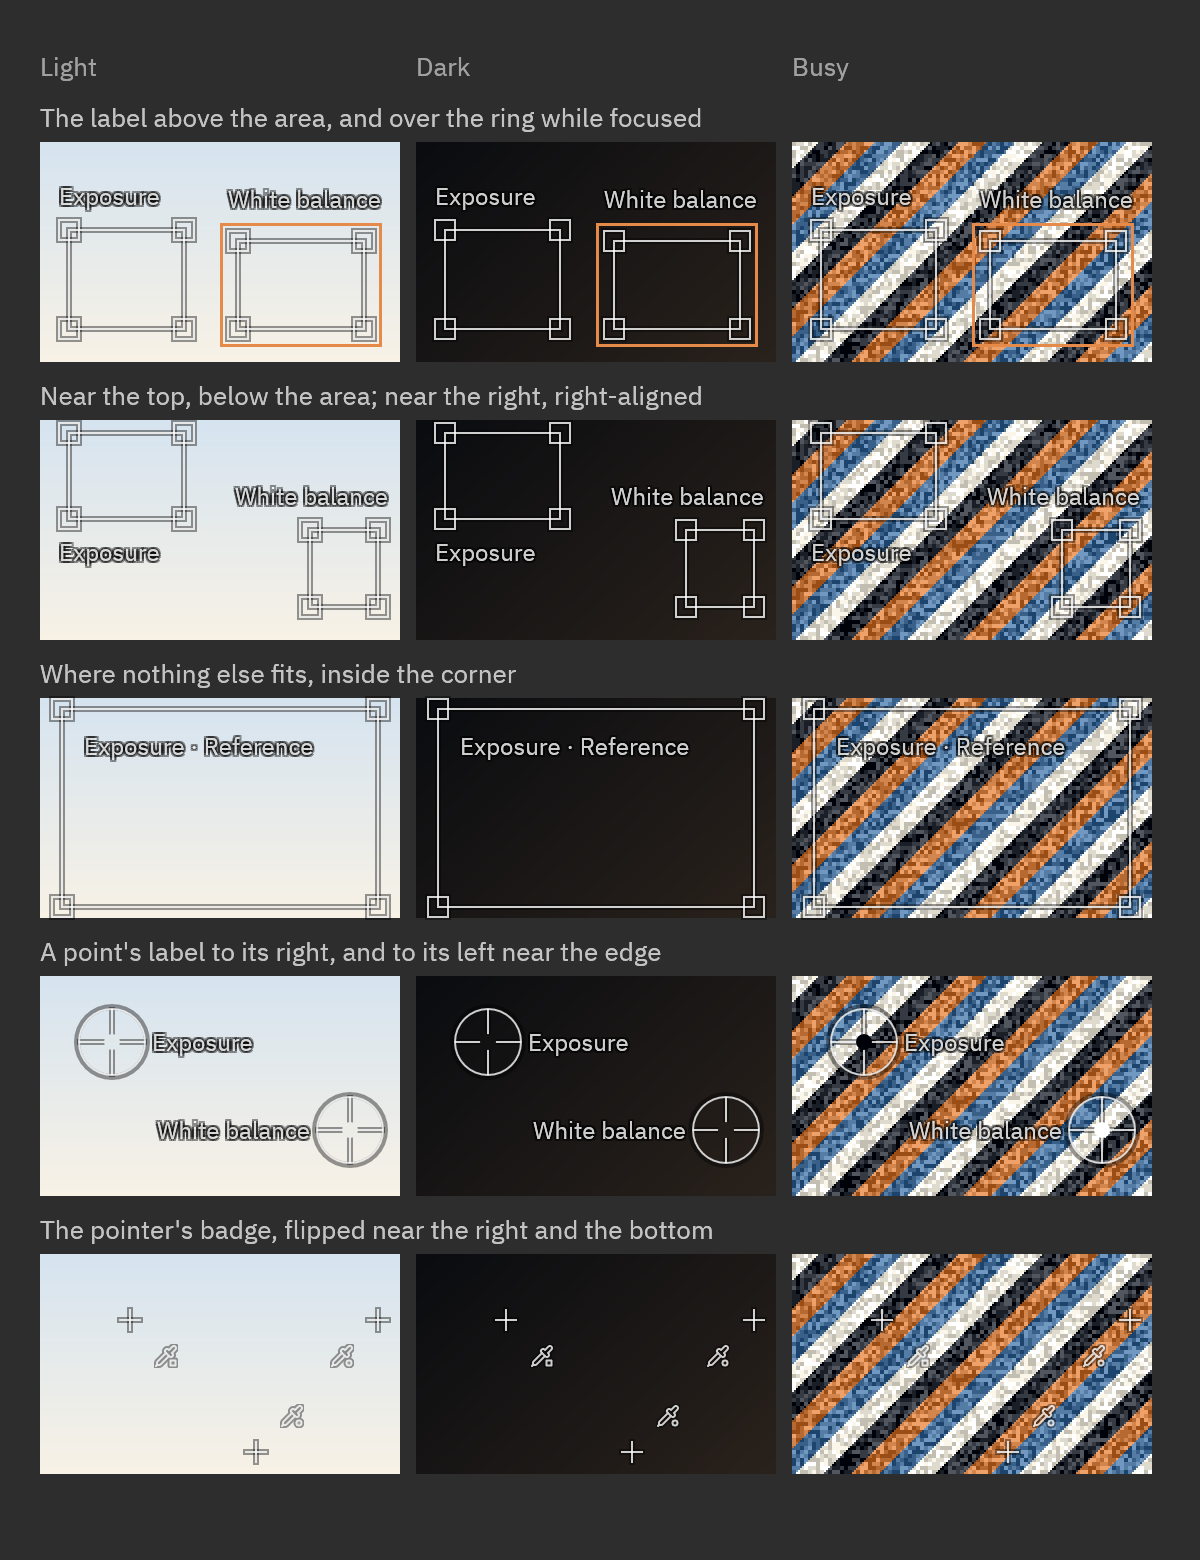 Light Dark Busy
The label above the area, and over the ring while focused
Exposure White balance Exposure White balance Exposure White balance
Near the top, below the area; near the right, right-aligned
White balance White balance White balance
Exposure Exposure Exposure
Where nothing else fits, inside the corner
Exposure · Reference Exposure · Reference Exposure · Reference
A point's label to its right, and to its left near the edge
Exposure Exposure Exposure
White balance White balance White balance
The pointer's badge, flipped near the right and the bottom